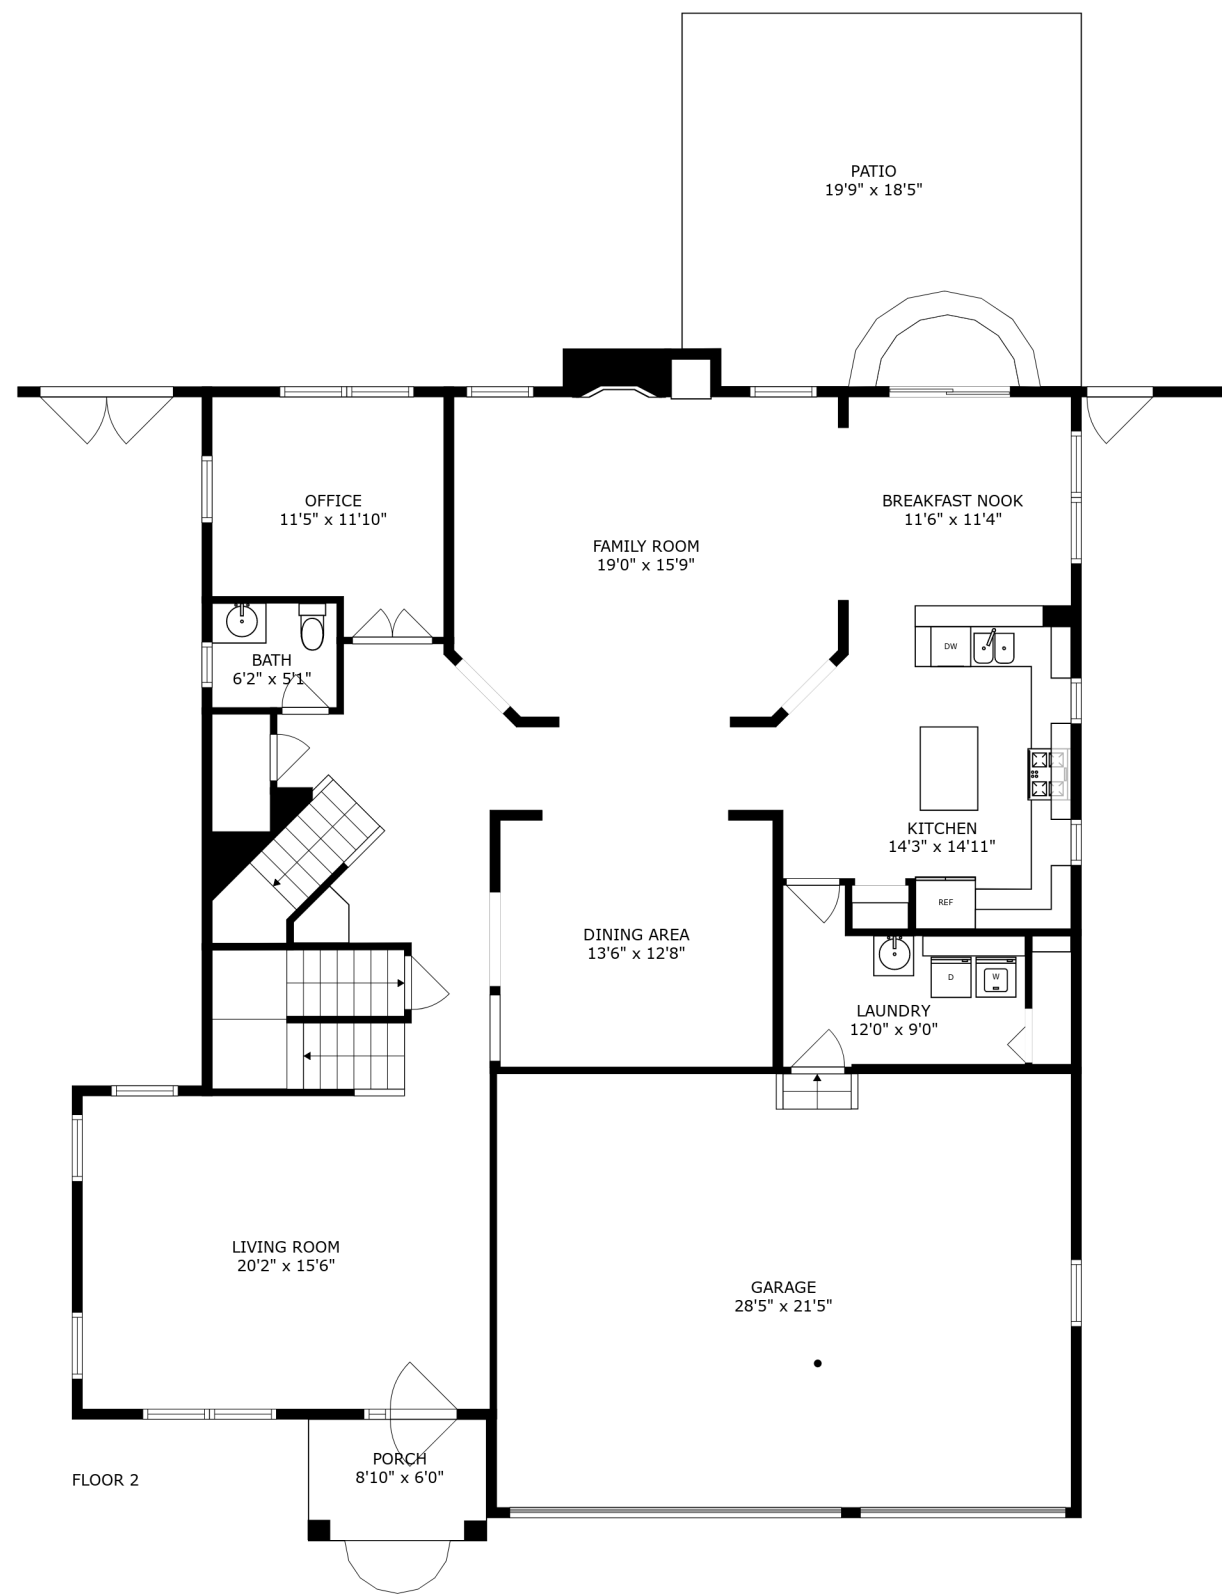 PATIO
19'9" x 18'5"
OFFICE
11'5" x 11'10"
BREAKFAST NOOK
11'6" x 11'4"
FAMILY ROOM
19'0" x 15'9"
DW
BATH
6'2" x 5'1"
KITCHEN
14'3" x 14'11"
REF
DINING AREA
13'6" x 12'8"
D
W
LAUNDRY
12'0" x 9'0"
LIVING ROOM
20'2" x 15'6"
GARAGE
28'5" x 21'5"
PORCH
8'10" x 6'0"
FLOOR 2